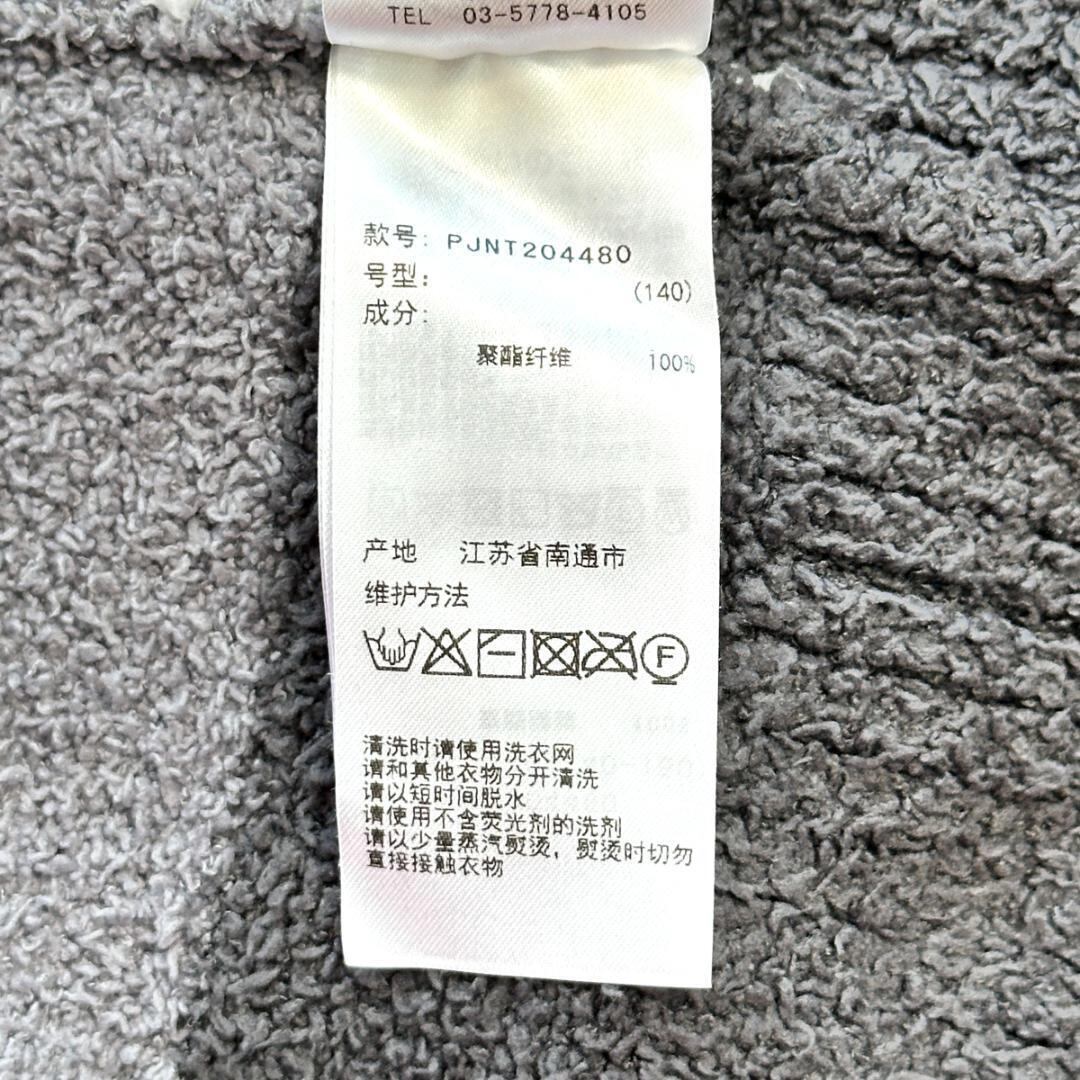 TEL 03-5778-4105
款号: PJNT204480
号型: (140)
成分:
聚酯纤维 100%
产地 江苏省南通市
维护方法
F
清洗时请使用洗衣网
请和其他衣物分开清洗
请以短时间脱水
请使用不含荧光剂的洗剂
请以少量蒸汽熨烫，熨烫时切勿
直接接触衣物